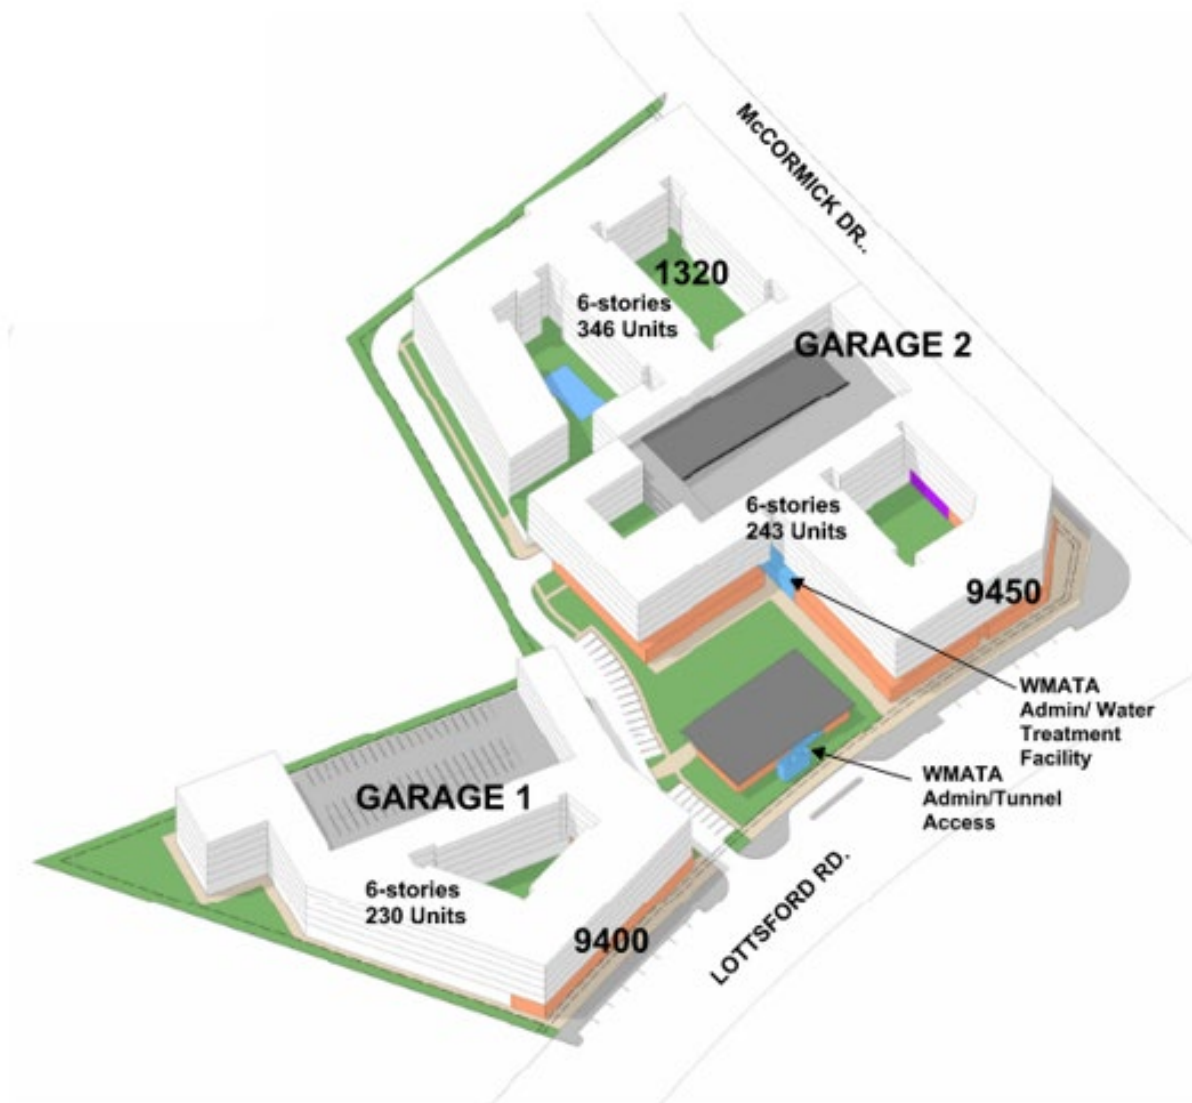 McCORMICK DR..
1320
6-stories
346 Units
GARAGE 2
6-stories
243 Units
9450
WMATA
Admin/ Water
Treatment
Facility
WMATA
Admin/Tunnel
Access
GARAGE 1
6-stories
230 Units
9400
LOTTSFORD RD.